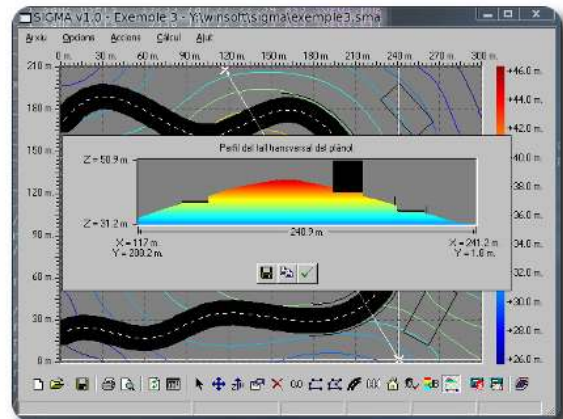 SIGMA v1.0 - Exemple 3 - Y:\winsoft\sigma\exemple3.sma
Arxiu Opcions Accions Càlcul Ajut
0 m. 30 m. 60 m. 90 m. 120 m. 150 m. 180 m. 210 m. 240 m. 270 m. 300 m.
210 m.
180 m.
150 m.
120 m.
90 m.
60 m.
30 m.
0 m.
+46.0 m.
+44.0 m.
+42.0 m.
+40.0 m.
+38.0 m.
+36.0 m.
+34.0 m.
+32.0 m.
+30.0 m.
+28.0 m.
+26.0 m.
Perfil del tall transversal del plànol
Z = 50.9 m.
Z = 31.2 m.
240.9 m.
X = 117 m.
Y = 208.2 m.
X = 241.2 m.
Y = 1.8 m.